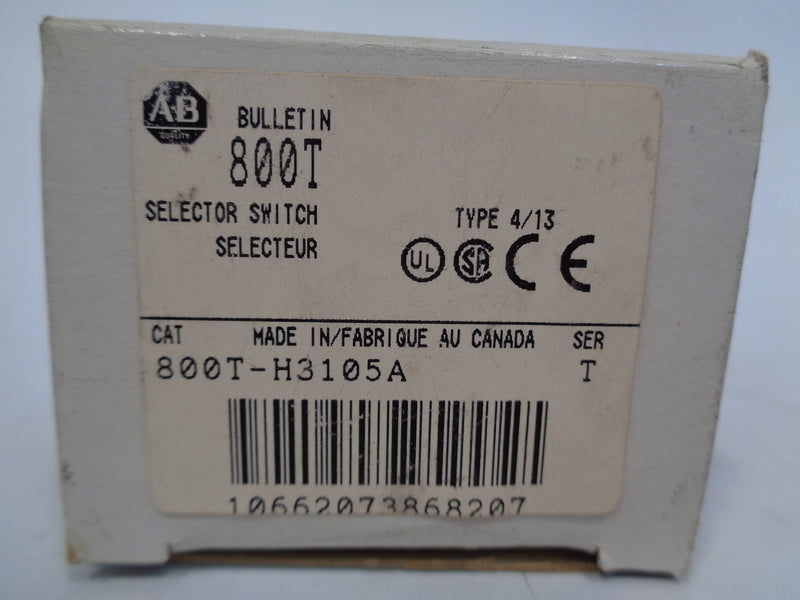 A-B
QUALITY
BULLETIN
800T
SELECTOR SWITCH
SELECTEUR
TYPE 4/13
UL SA CE
CAT MADE IN/FABRIQUE AU CANADA SER
800T-H3105A T
10662073868207